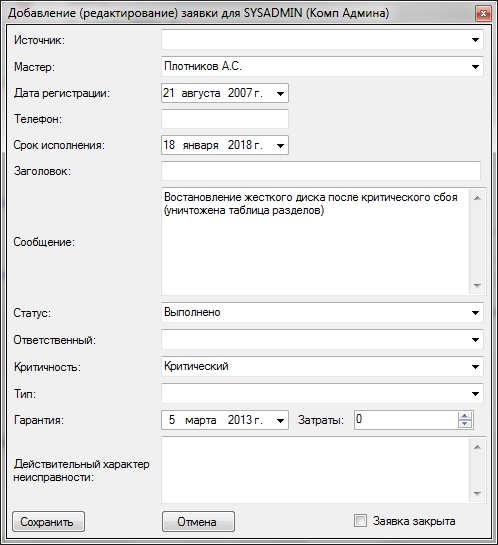 Добавление (редактирование) заявки для SYSADMIN (Комп Админа)
Источник:
Мастер: Плотников А.С.
Дата регистрации: 21 августа 2007 г.
Телефон:
Срок исполнения: 18 января 2018 г.
Заголовок:
Востановление жесткого диска после критического сбоя
(уничтожена таблица разделов)
Сообщение:
Статус: Выполнено
Ответственный:
Критичность: Критический
Тип:
Гарантия: 5 марта 2013 г. Затраты: 0
Действительный характер
неисправности:
Сохранить Отмена Заявка закрыта